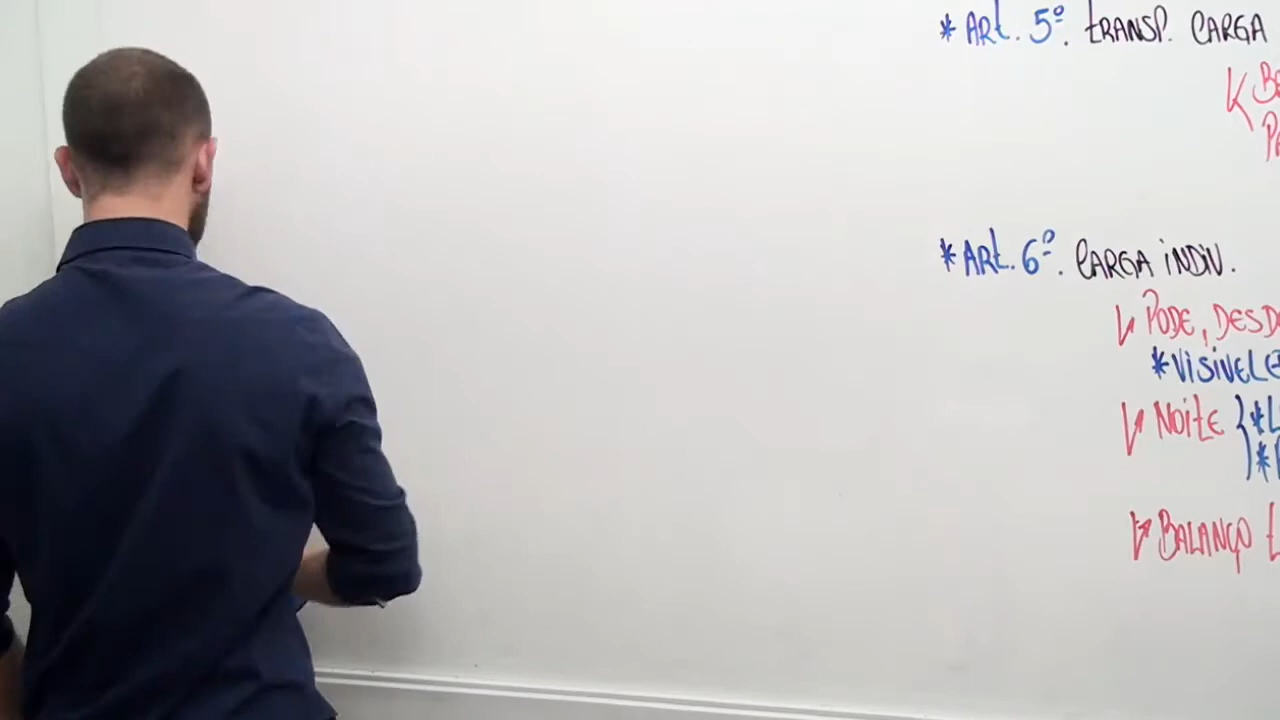 * ART. 5º. TRANSP. CARGA
* ART. 6º. CARGA INDIV.
PODE, DESD
* VISIVEL E
NOITE { *L
*
BALANÇO t